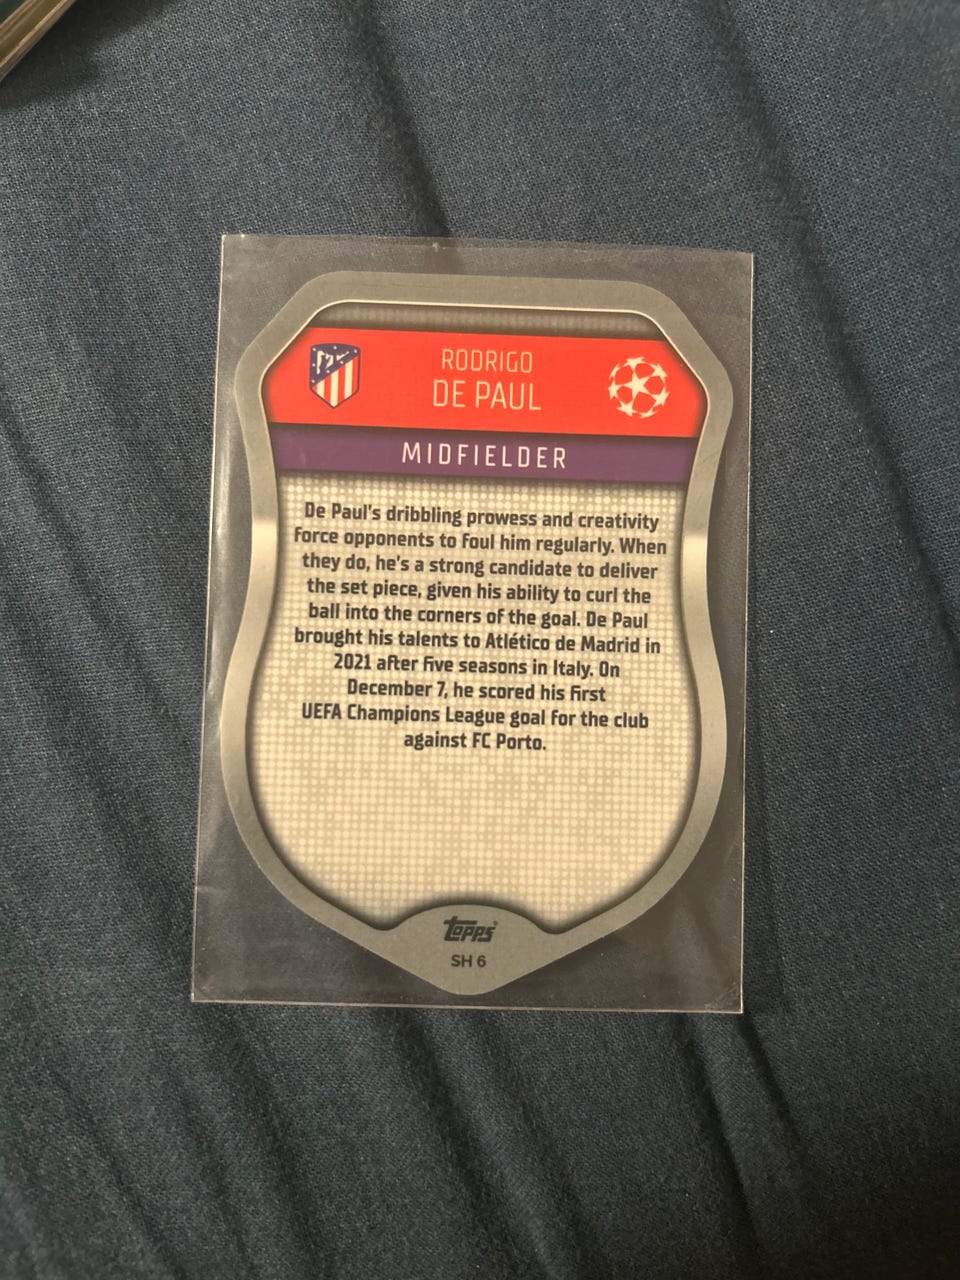 RODRIGO
DE PAUL
MIDFIELDER
De Paul's dribbling prowess and creativity
force opponents to foul him regularly. When
they do, he's a strong candidate to deliver
the set piece, given his ability to curl the
ball into the corners of the goal. De Paul
brought his talents to Atlético de Madrid in
2021 after five seasons in Italy. On
December 7, he scored his first
UEFA Champions League goal for the club
against FC Porto.
topps
SH 6